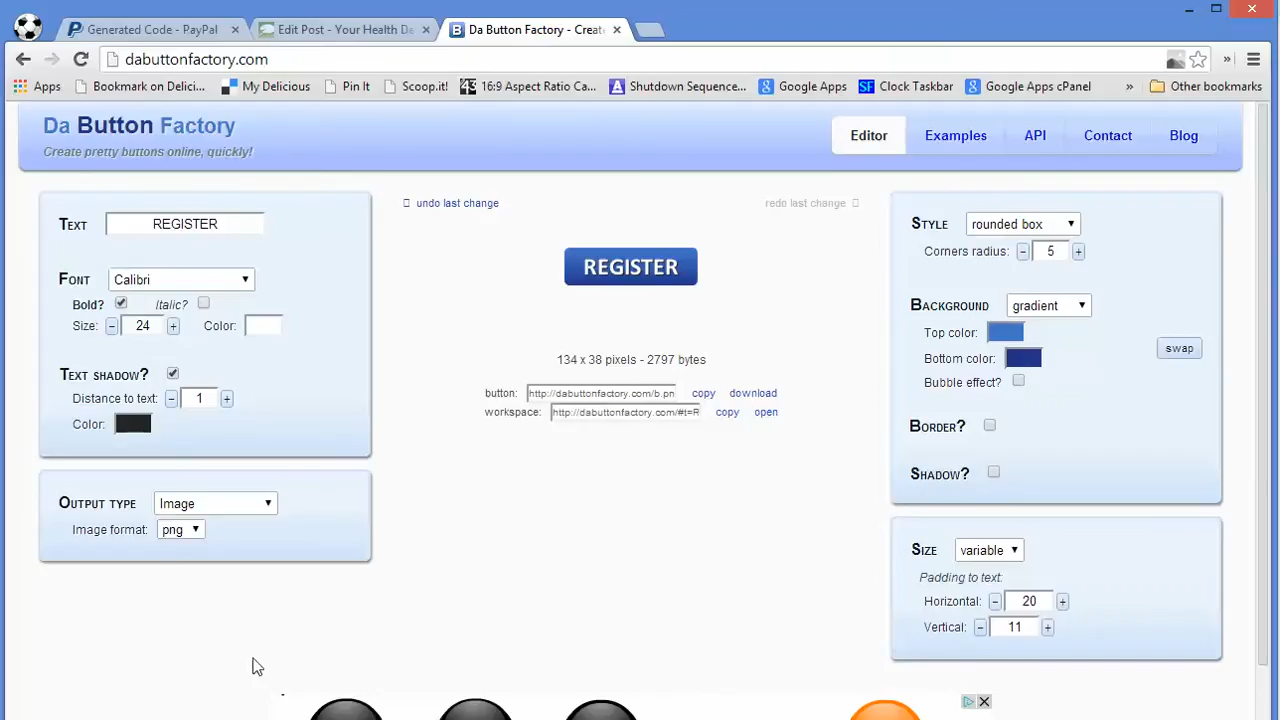 Generated Code - PayPal
Edit Post - Your Health Da
Da Button Factory - Create
dabuttonfactory.com
Apps
Bookmark on Delici...
My Delicious
Pin It
Scoop.it!
43 16:9 Aspect Ratio Ca...
A Shutdown Sequence...
Google Apps
SF Clock Taskbar
Google Apps cPanel
»
Other bookmarks
Da Button Factory
Create pretty buttons online, quickly!
Editor Examples API Contact Blog
Text REGISTER
Font Calibri
Bold? Italic?
Size: - 24 + Color:
Text shadow?
Distance to text: - 1 +
Color:
Output type Image
Image format: png
undo last change
redo last change
REGISTER
134 x 38 pixels - 2797 bytes
button: http://dabuttonfactory.com/b.pn copy download
workspace: http://dabuttonfactory.com/#t=R copy open
Style rounded box
Corners radius: - 5 +
Background gradient
Top color:
Bottom color:
swap
Bubble effect?
Border?
Shadow?
Size variable
Padding to text:
Horizontal: - 20 +
Vertical: - 11 +